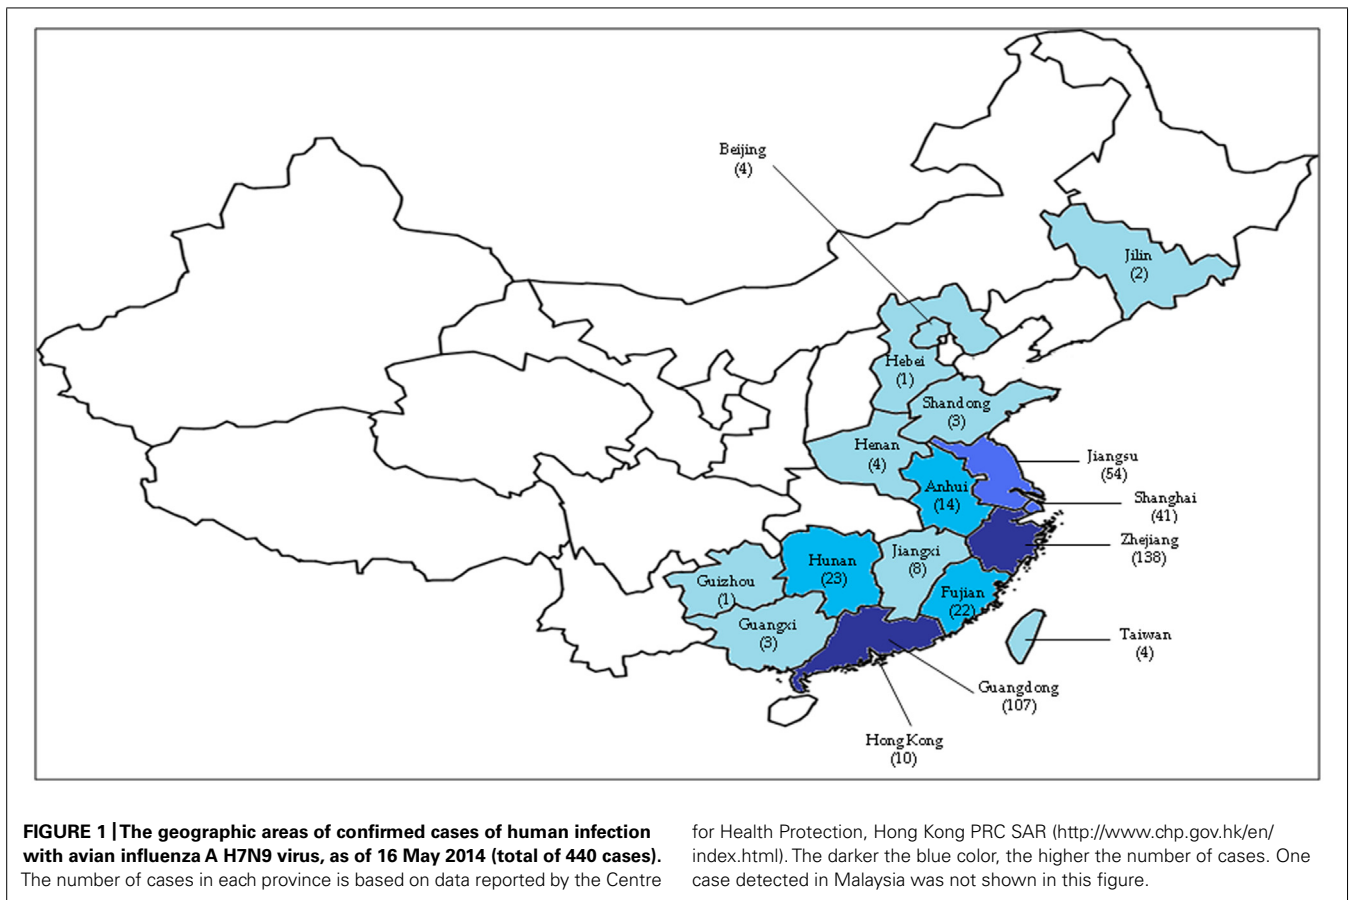 Beijing
(4)
Jilin
(2)
Hebei
(1)
Shandong
(3)
Henan
(4)
Jiangsu
(54)
Anhui
(14)
Shanghai
(41)
Zhejiang
(138)
Jiangxi
(8)
Hunan
(23)
Guizhou
(1)
Fujian
(22)
Guangxi
(3)
Taiwan
(4)
Guangdong
(107)
Hong Kong
(10)
FIGURE 1 | The geographic areas of confirmed cases of human infection
with avian influenza A H7N9 virus, as of 16 May 2014 (total of 440 cases).
The number of cases in each province is based on data reported by the Centre
for Health Protection, Hong Kong PRC SAR (http://www.chp.gov.hk/en/
index.html). The darker the blue color, the higher the number of cases. One
case detected in Malaysia was not shown in this figure.